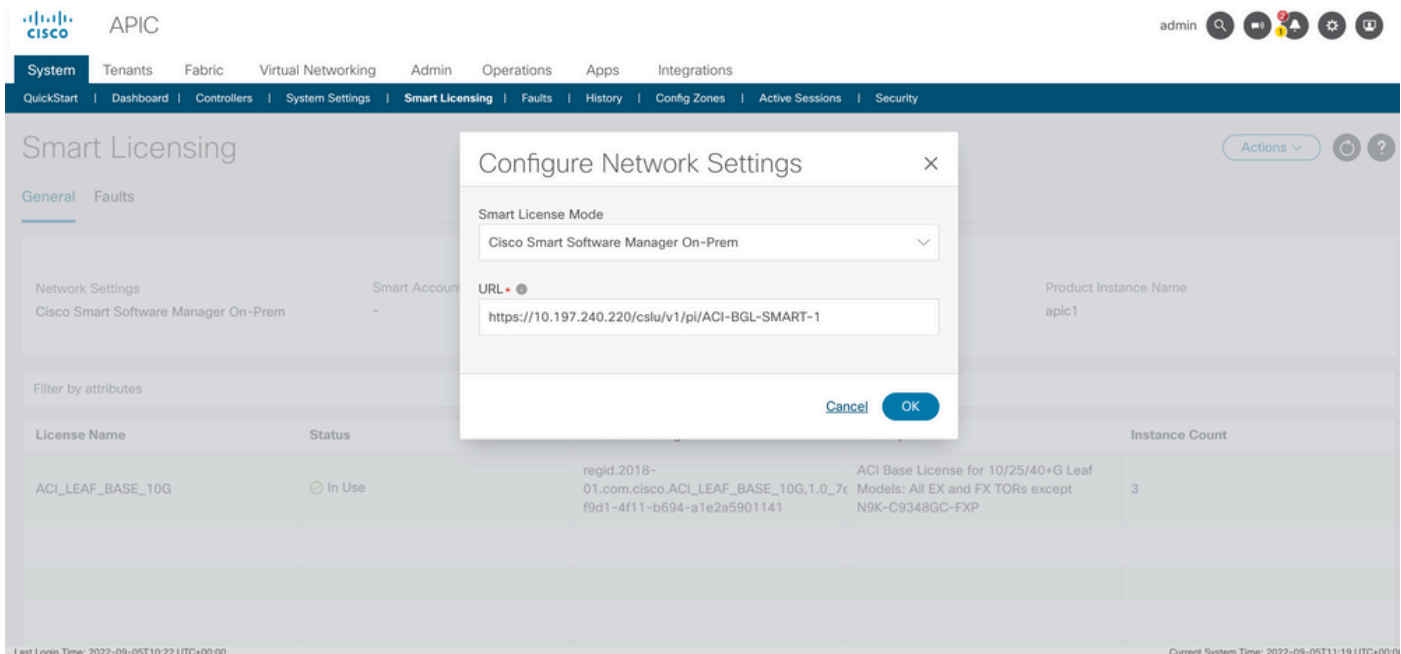 CISCO
APIC
admin
2
1
System Tenants Fabric Virtual Networking Admin Operations Apps Integrations
QuickStart | Dashboard | Controllers | System Settings | Smart Licensing | Faults | History | Config Zones | Active Sessions | Security
Smart Licensing
Actions
?
General Faults
Configure Network Settings
Smart License Mode
Cisco Smart Software Manager On-Prem
URL
https://10.197.240.220/cslu/v1/pi/ACI-BGL-SMART-1
Cancel OK
Network Settings
Cisco Smart Software Manager On-Prem
Smart Accoun
-
Product Instance Name
apic1
Filter by attributes
License Name Status Instance Count
ACI_LEAF_BASE_10G
In Use
regid.2018-
01.com.cisco.ACI_LEAF_BASE_10G,1.0_7c
f9d1-4f11-b694-a1e2a5901141
ACI Base License for 10/25/40+G Leaf
Models: All EX and FX TORs except
N9K-C9348GC-FXP
3
Last Login Time: 2022-09-05T10:22 UTC+00:00
Current System Time: 2022-09-05T11:19 UTC+00:0